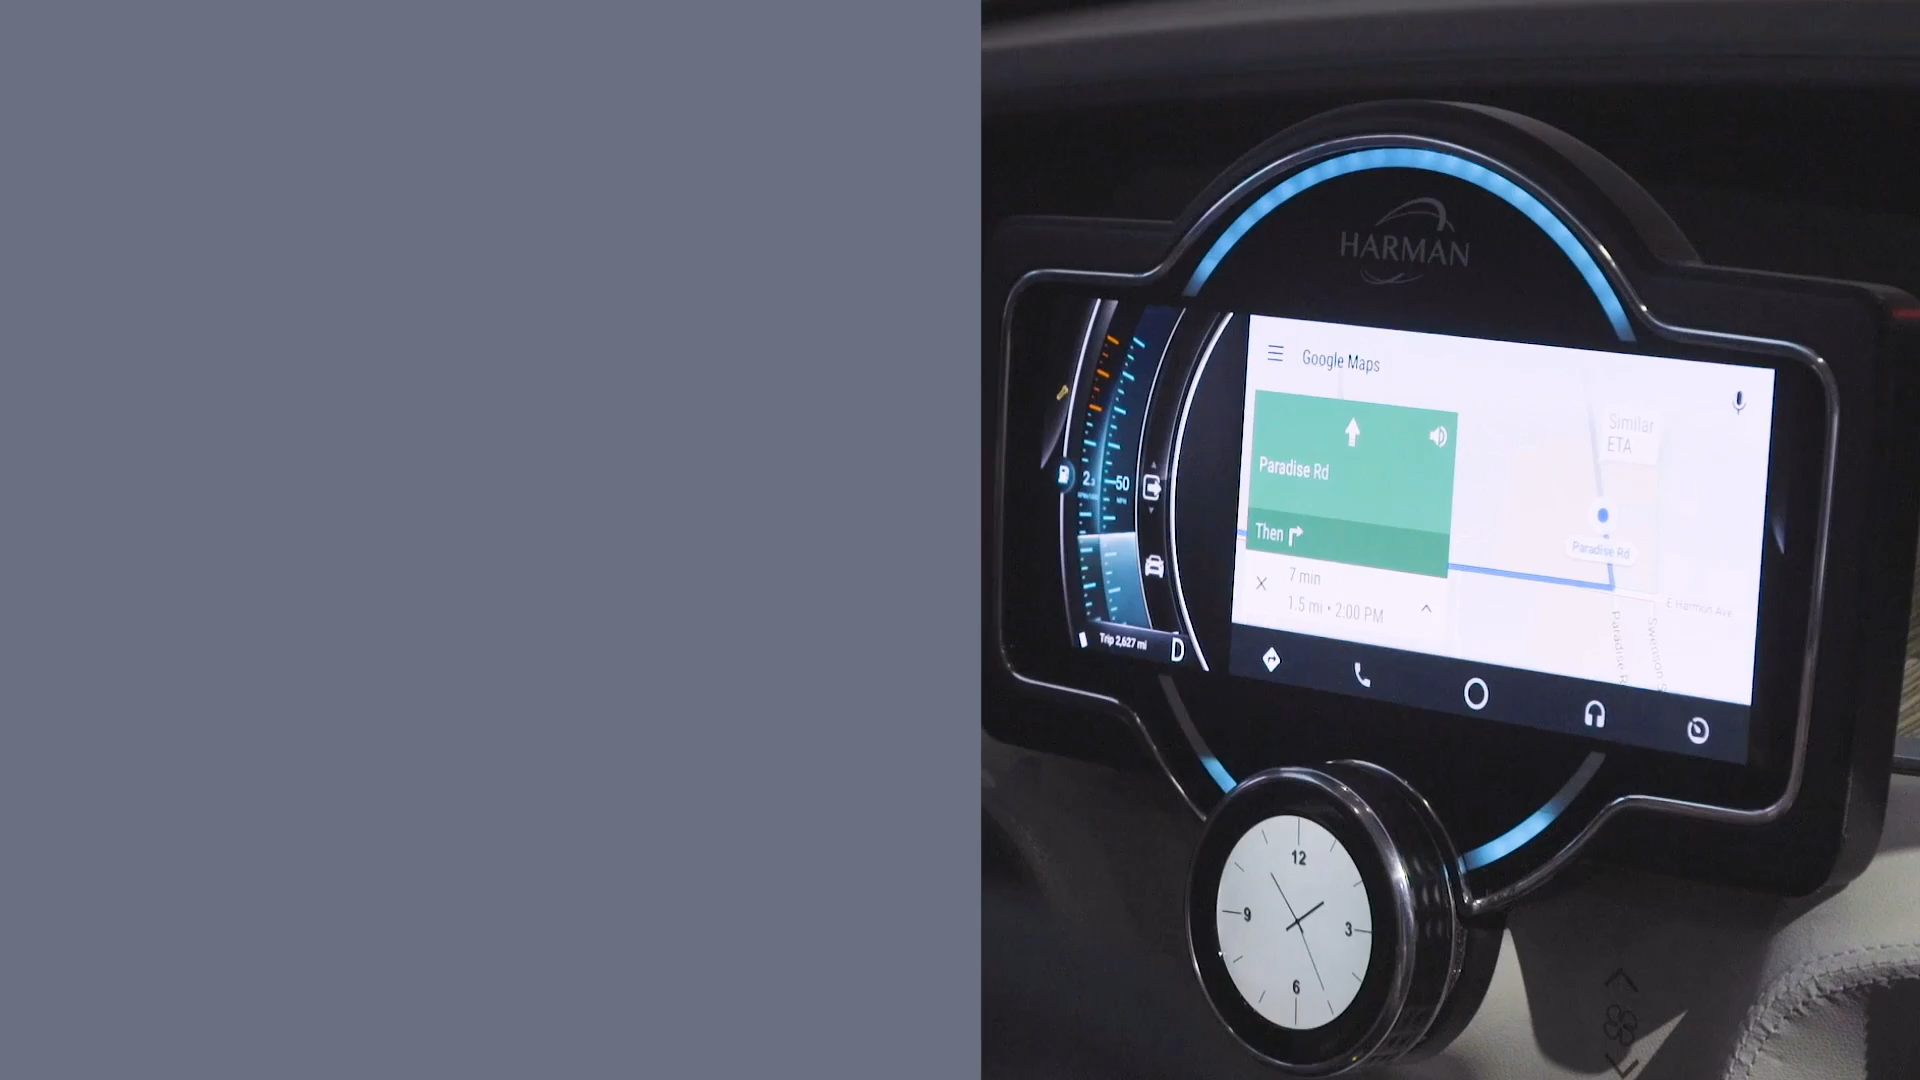 HARMAN
Google Maps
Similar
ETA
Paradise Rd
Then
7 min
1.5 mi • 2:00 PM
Paradise Rd
E Harmon Ave
50
Trip 2,627 mi
D
12
9
3
6